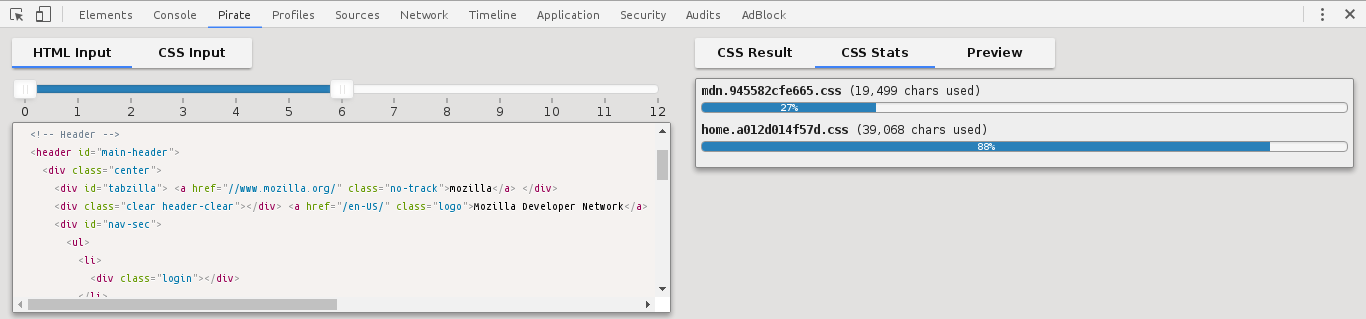 Elements Console Pirate Profiles Sources Network Timeline Application Security Audits AdBlock
HTML Input CSS Input
0 1 2 3 4 5 6 7 8 9 10 11 12
<!-- Header -->
<header id="main-header">
<div class="center">
<div id="tabzilla"> <a href="//www.mozilla.org/" class="no-track">mozilla</a> </div>
<div class="clear header-clear"></div> <a href="/en-US/" class="logo">Mozilla Developer Network</a>
<div id="nav-sec">
<ul>
<li>
<div class="login"></div>
</li>
CSS Result CSS Stats Preview
mdn.945582cfe665.css (19,499 chars used)
27%
home.a012d014f57d.css (39,068 chars used)
88%